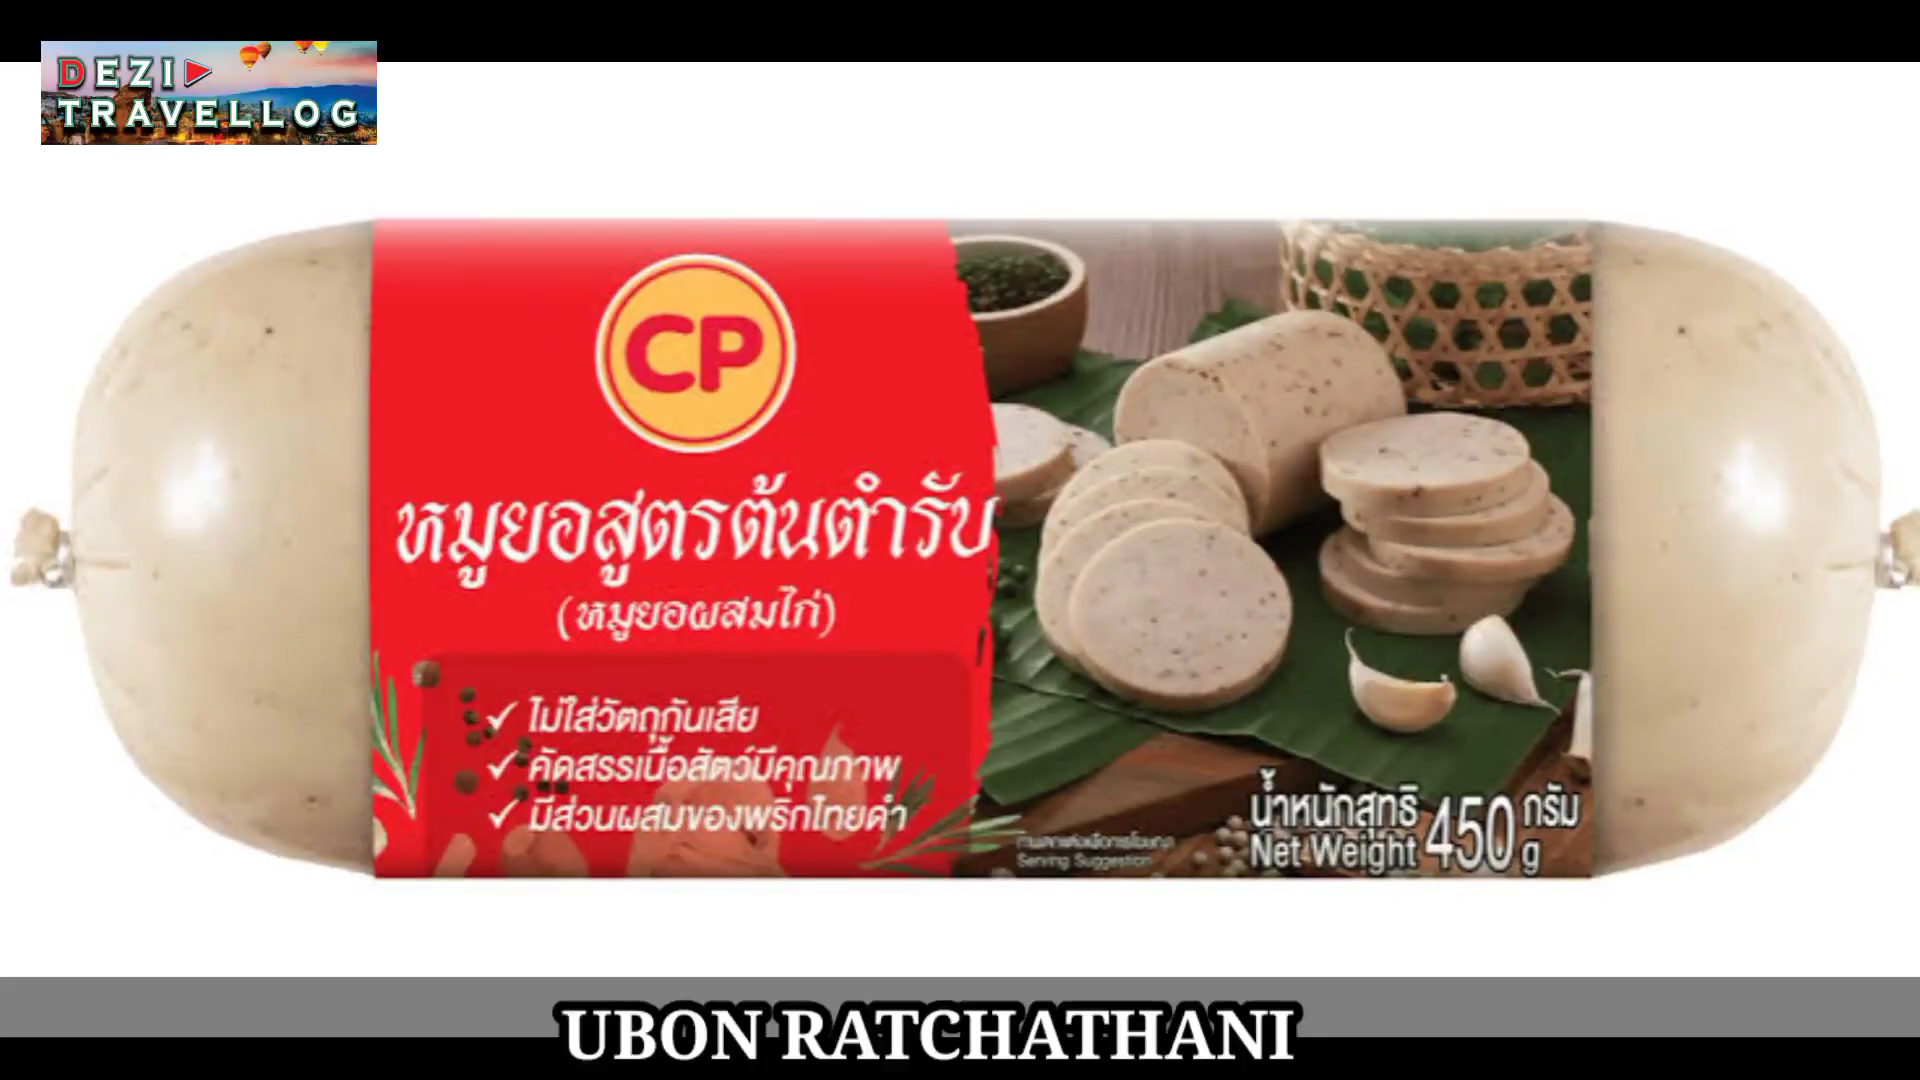 DEZI
TRAVELLOG
CP
หมูยอสูตรต้นตำรับ
(หมูยอผสมไก่)
ไม่ใส่วัตถุกันเสีย
คัดสรรเนื้อสัตว์มีคุณภาพ
มีส่วนผสมของพริกไทยดำ
Serving Suggestion
น้ำหนักสุทธิ 450 กรัม
Net Weight g
UBON RATCHATHANI